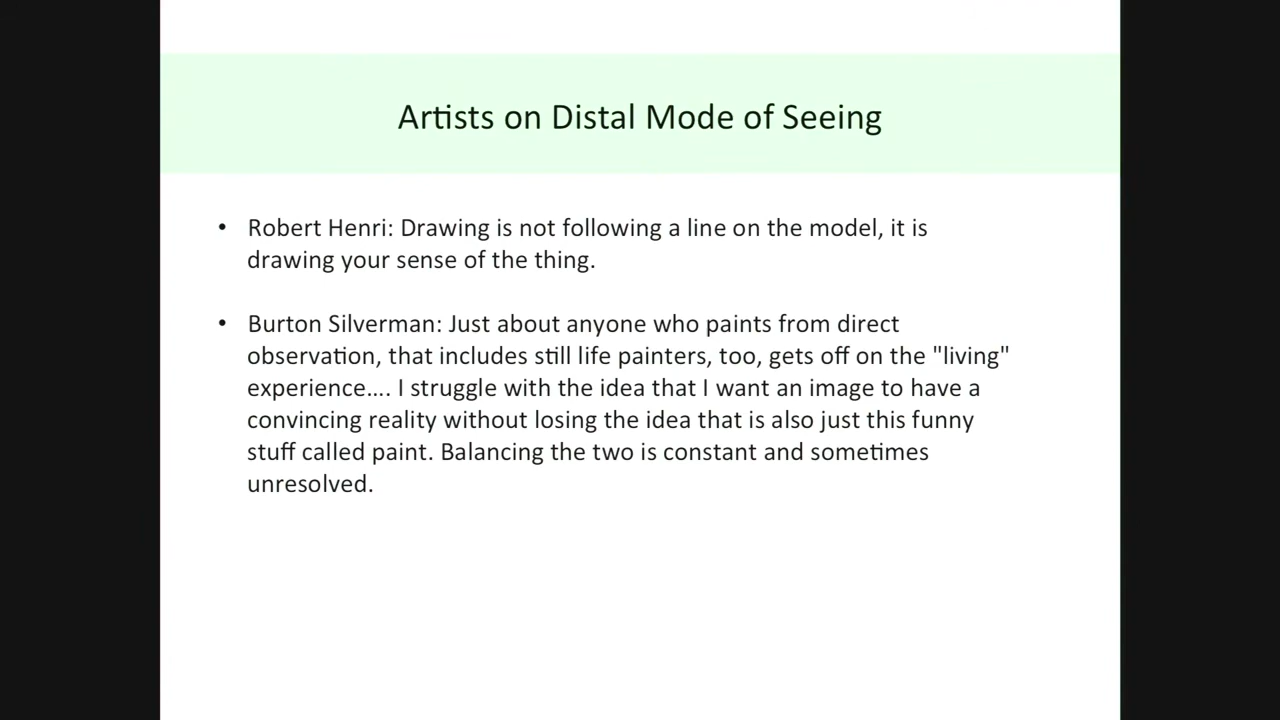 Artists on Distal Mode of Seeing
• Robert Henri: Drawing is not following a line on the model, it is
drawing your sense of the thing.
• Burton Silverman: Just about anyone who paints from direct
observation, that includes still life painters, too, gets off on the "living"
experience.... I struggle with the idea that I want an image to have a
convincing reality without losing the idea that is also just this funny
stuff called paint. Balancing the two is constant and sometimes
unresolved.